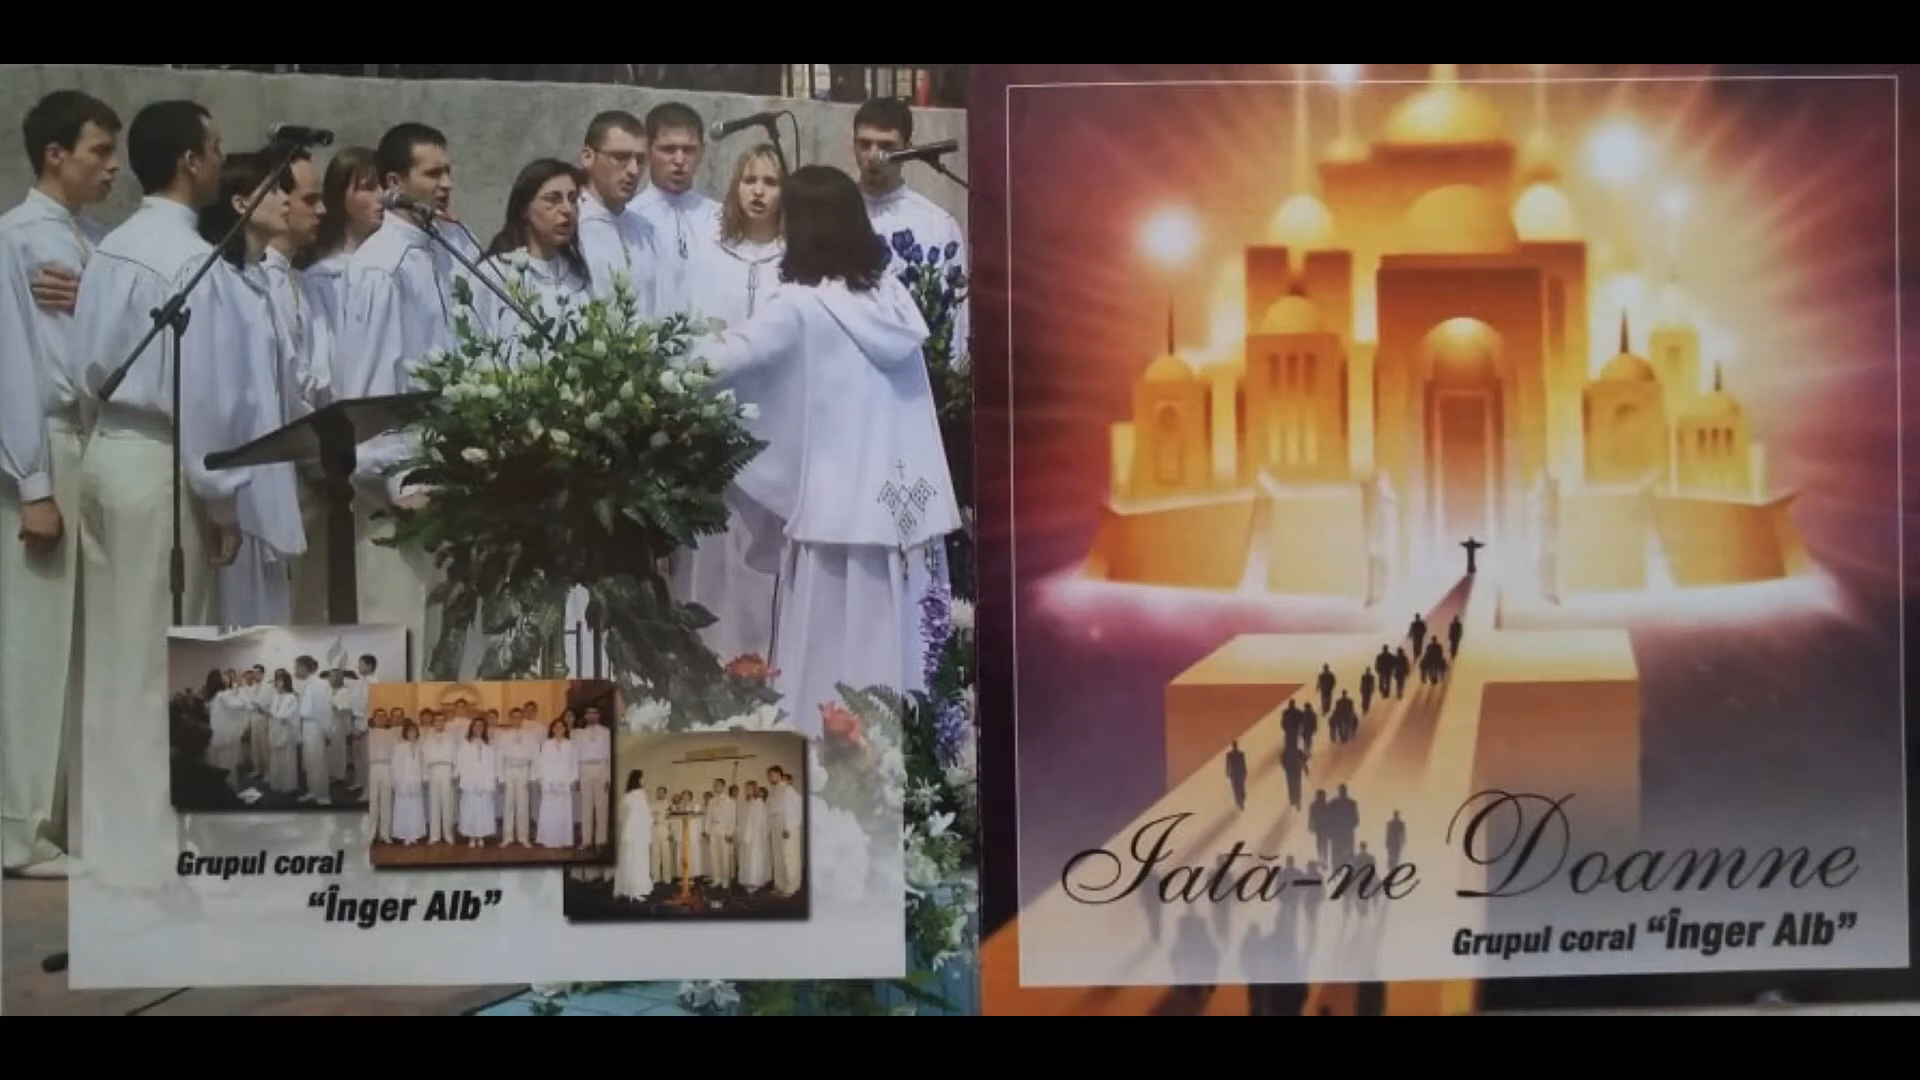 Grupul coral
“Înger Alb”
Iată-ne Doamne
Grupul coral “Înger Alb”